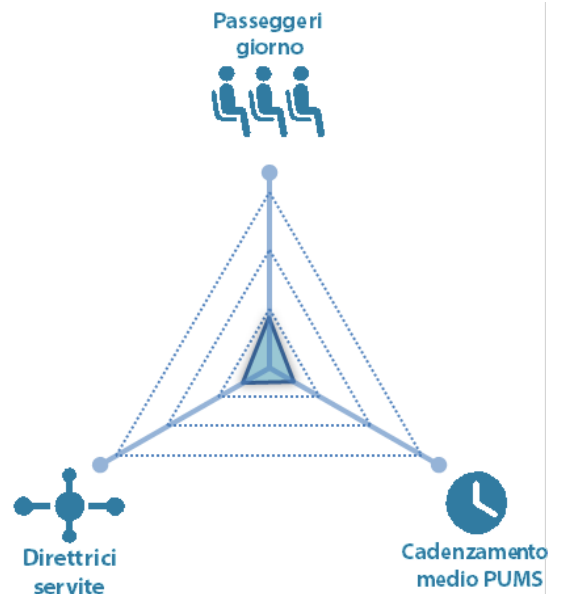 Passeggeri
giorno
Direttrici
servite
Cadenzamento
medio PUMS